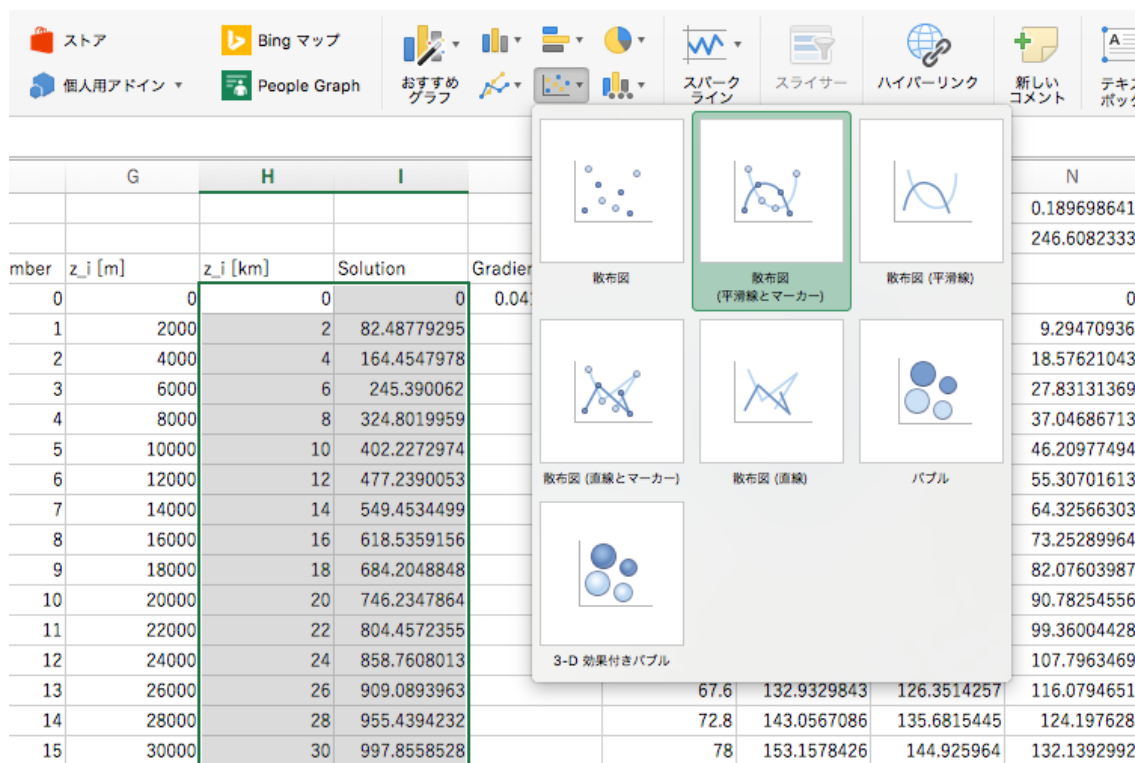 ストア
Bing マップ
個人用アドイン
People Graph
おすすめ
グラフ
スパーク
ライン
スライサー
ハイパーリンク
新しい
コメント
A
テキ
ボック
散布図
散布図
(平滑線とマーカー)
散布図 (平滑線)
散布図 (直線とマーカー)
散布図 (直線)
バブル
3-D 効果付きバブル
G H I N
0.189698641
246.6082333
mber z_i [m] z_i [km] Solution Gradier
0 0 0 0 0.04 0
1 2000 2 82.48779295 9.29470936
2 4000 4 164.4547978 18.57621043
3 6000 6 245.390062 27.83131369
4 8000 8 324.8019959 37.04686713
5 10000 10 402.2272974 46.20977494
6 12000 12 477.2390053 55.30701613
7 14000 14 549.4534499 64.32566303
8 16000 16 618.5359156 73.25289964
9 18000 18 684.2048848 82.07603987
10 20000 20 746.2347864 90.78254556
11 22000 22 804.4572355 99.36004428
12 24000 24 858.7608013 107.7963469
13 26000 26 909.0893963 67.6 132.9329843 126.3514257 116.0794651
14 28000 28 955.4394232 72.8 143.0567086 135.6815445 124.197628
15 30000 30 997.8558528 78 153.1578426 144.925964 132.1392992